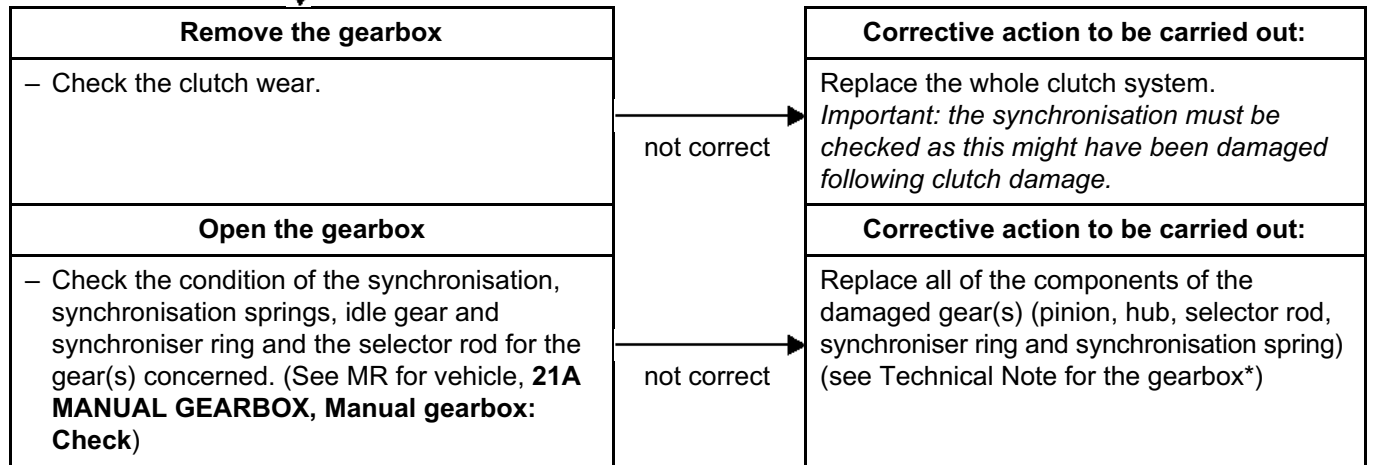 Remove the gearbox
Corrective action to be carried out:
– Check the clutch wear.
not correct
Replace the whole clutch system.
Important: the synchronisation must be
checked as this might have been damaged
following clutch damage.
Open the gearbox
Corrective action to be carried out:
– Check the condition of the synchronisation,
synchronisation springs, idle gear and
synchroniser ring and the selector rod for the
gear(s) concerned. (See MR for vehicle, 21A
MANUAL GEARBOX, Manual gearbox:
Check)
not correct
Replace all of the components of the
damaged gear(s) (pinion, hub, selector rod,
synchroniser ring and synchronisation spring)
(see Technical Note for the gearbox*)